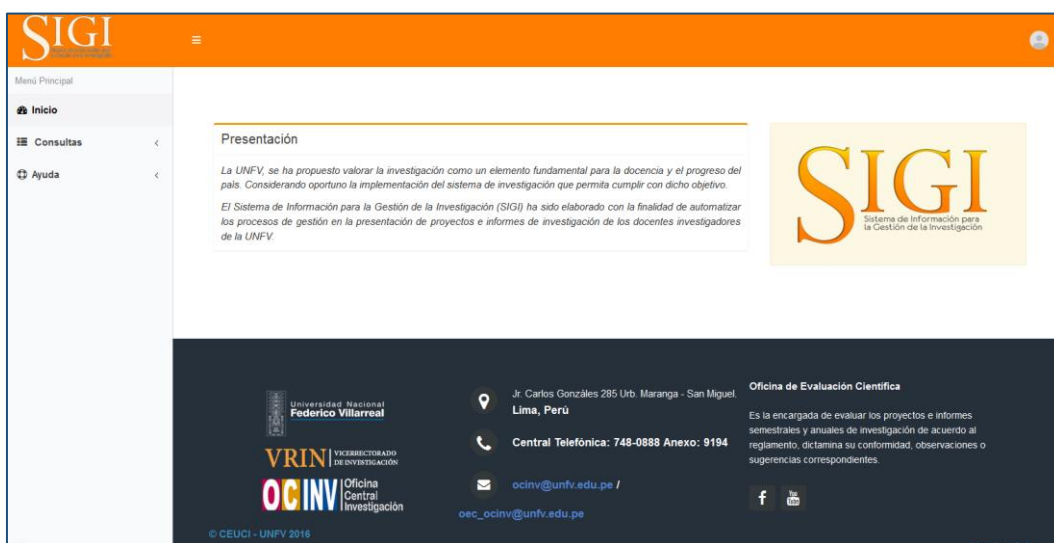 SIGI
Menú Principal
Inicio
Consultas
Ayuda
Presentación
La UNFV, se ha propuesto valorar la investigación como un elemento fundamental para la docencia y el progreso del
país. Considerando oportuno la implementación del sistema de investigación que permita cumplir con dicho objetivo.
El Sistema de Información para la Gestión de la Investigación (SIGI) ha sido elaborado con la finalidad de automatizar
los procesos de gestión en la presentación de proyectos e informes de investigación de los docentes investigadores
de la UNFV.
SIGI
Sistema de Información para
la Gestión de la Investigación
Universidad Nacional
Federico Villarreal
VRIN VICERRECTORADO
DE INVESTIGACIÓN
OCINV Oficina
Central
Investigación
© CEUCI - UNFV 2016
Jr. Carlos Gonzáles 285 Urb. Maranga - San Miguel.
Lima, Perú
Central Telefónica: 748-0888 Anexo: 9194
ocinv@unfv.edu.pe /
oec_ocinv@unfv.edu.pe
Oficina de Evaluación Científica
Es la encargada de evaluar los proyectos e informes
semestrales y anuales de investigación de acuerdo al
reglamento, dictamina su conformidad, observaciones o
sugerencias correspondientes.
f You Tube